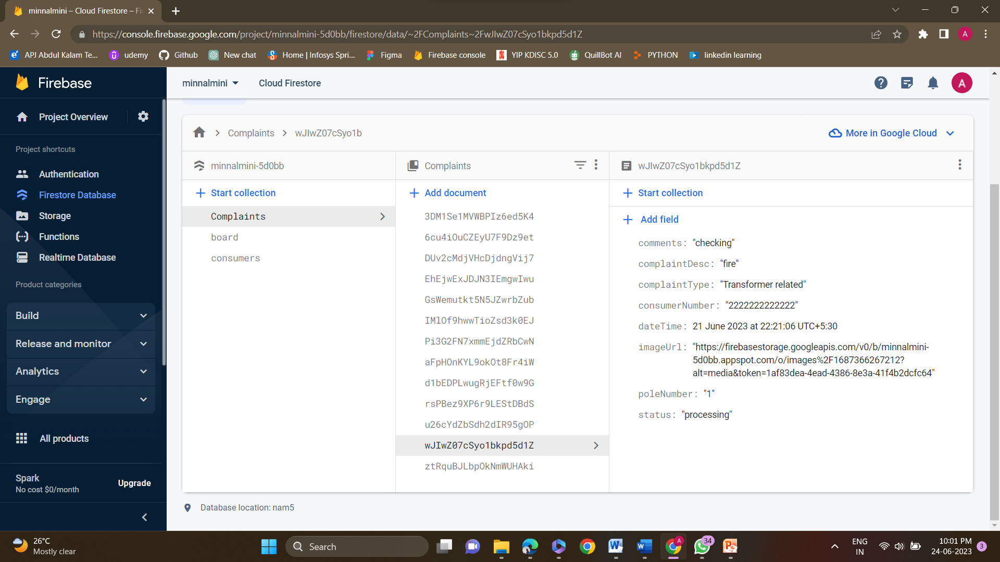 minnalmini – Cloud Firestore – Fi
https://console.firebase.google.com/project/minnalmini-5d0bb/firestore/data/~2FComplaints~2FwJIwZ07cSyo1bkpd5d1Z
A
APJ Abdul Kalam Te...
udemy
Github
New chat
Home | Infosys Spri...
Figma
Firebase console
YIP KDISC 5.0
QuillBot AI
PYTHON
linkedin learning
Firebase
minnalmini
Cloud Firestore
A
Project Overview
Project shortcuts
Authentication
Firestore Database
Storage
Functions
Realtime Database
Product categories
Build
Release and monitor
Analytics
Engage
All products
Spark
No cost $0/month
Upgrade
Complaints
wJIwZ07cSyo1b
More in Google Cloud
minnalmini-5d0bb
Start collection
Complaints
board
consumers
Complaints
Add document
3DM1Se1MVWBPIz6ed5K4
6cu4iOuCZEyU7F9Dz9et
DUv2cMdjVHcDjdngVij7
EhEjwExJDJN3IEmgwIwu
GsWemutkt5N5JZwrbZub
IMlOf9hwwTioZsd3k0EJ
Pi3G2FN7xmmEjdZRbCwN
aFpHOnKYL9okOt8Fr4iW
d1bEDPLwugRjEFtf0w9G
rsPBez9XP6r9LEStDBdS
u26cYdZbSdh2dIR95gOP
wJIwZ07cSyo1bkpd5d1Z
ztRquBJLbpOkNmWUHAki
wJIwZ07cSyo1bkpd5d1Z
Start collection
Add field
comments: "checking"
complaintDesc: "fire"
complaintType: "Transformer related"
consumerNumber: "2222222222222"
dateTime: 21 June 2023 at 22:21:06 UTC+5:30
imageUrl: "https://firebasestorage.googleapis.com/v0/b/minnalmini-
5d0bb.appspot.com/o/images%2F1687366267212?
alt=media&token=1af83dea-4ead-4386-8e3a-41f4b2dcfc64"
poleNumber: "1"
status: "processing"
Database location: nam5
26°C
Mostly clear
Search
A
34
ENG
IN
10:01 PM
24-06-2023
3